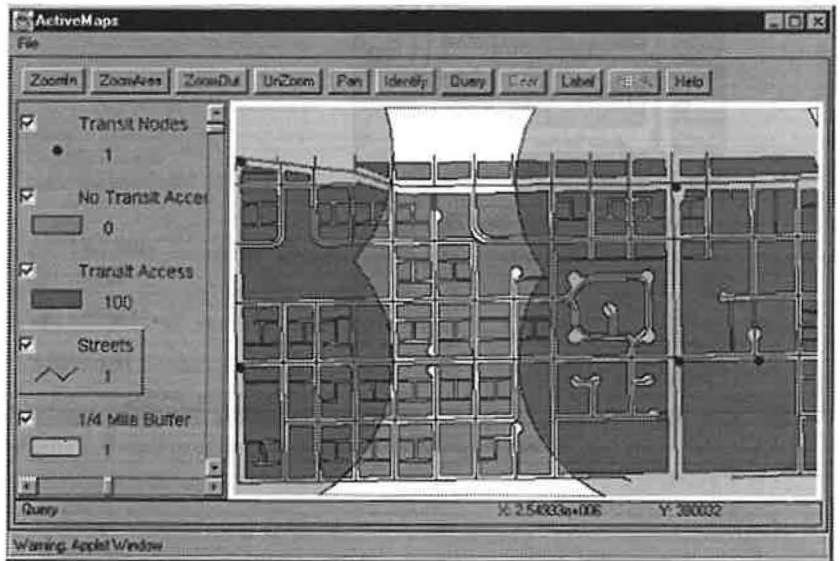 ActiveMaps
File
ZoomIn ZoomArea ZoomOut UnZoom Pan Identify Query Clear Label Help
Transit Nodes
1
No Transit Acces
0
Transit Access
100
Streets
1
1/4 Mile Buffer
1
Query X: 2.54933e+006 Y: 380032
Warning: Applet Window